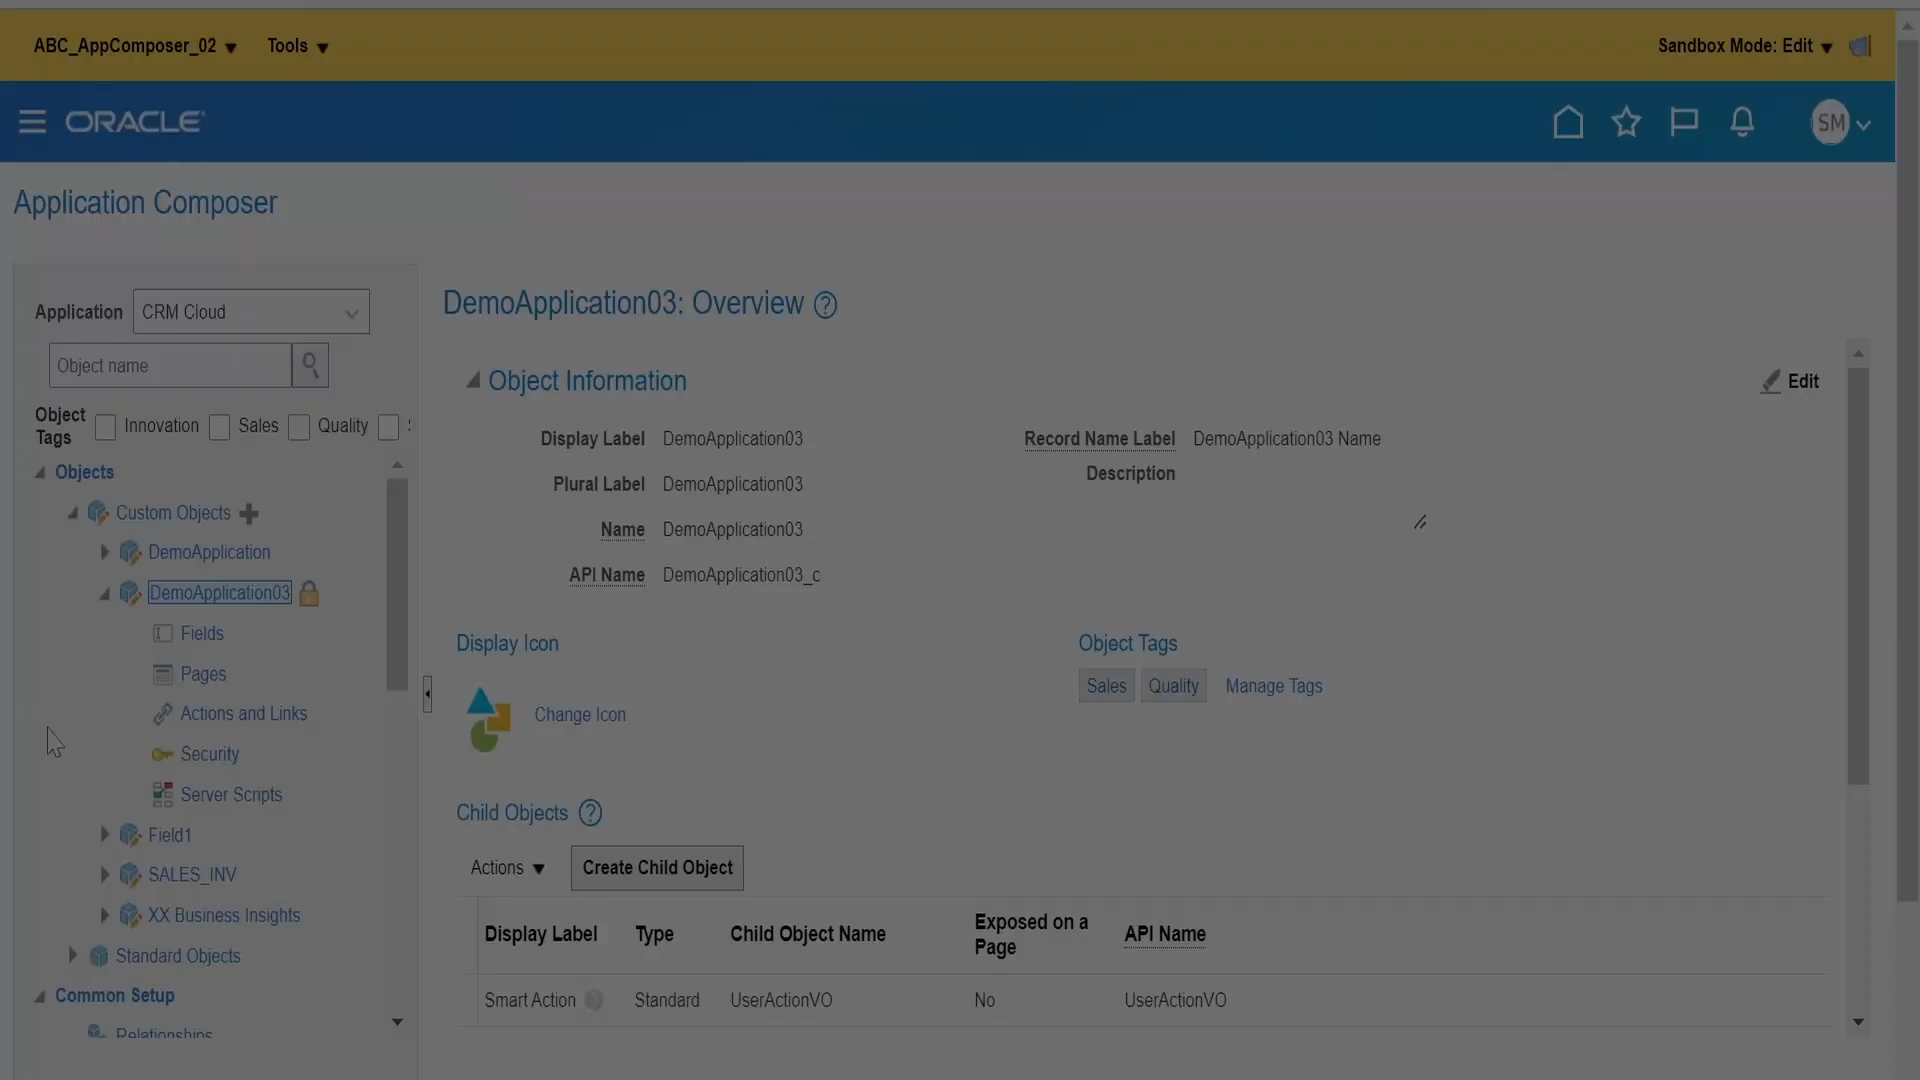 ABC_AppComposer_02 Tools Sandbox Mode: Edit
ORACLE SM
Application Composer
Application CRM Cloud
Object name
Object Tags Innovation Sales Quality
Objects
Custom Objects
DemoApplication
DemoApplication03
Fields
Pages
Actions and Links
Security
Server Scripts
Field1
SALES_INV
XX Business Insights
Standard Objects
Common Setup
Relationships
DemoApplication03: Overview ?
Object Information Edit
Display Label DemoApplication03 Record Name Label DemoApplication03 Name
Description
Plural Label DemoApplication03
Name DemoApplication03
API Name DemoApplication03_c
Display Icon Object Tags
Change Icon Sales Quality Manage Tags
Child Objects ?
Actions Create Child Object
Display Label Type Child Object Name Exposed on a Page API Name
Smart Action ? Standard UserActionVO No UserActionVO